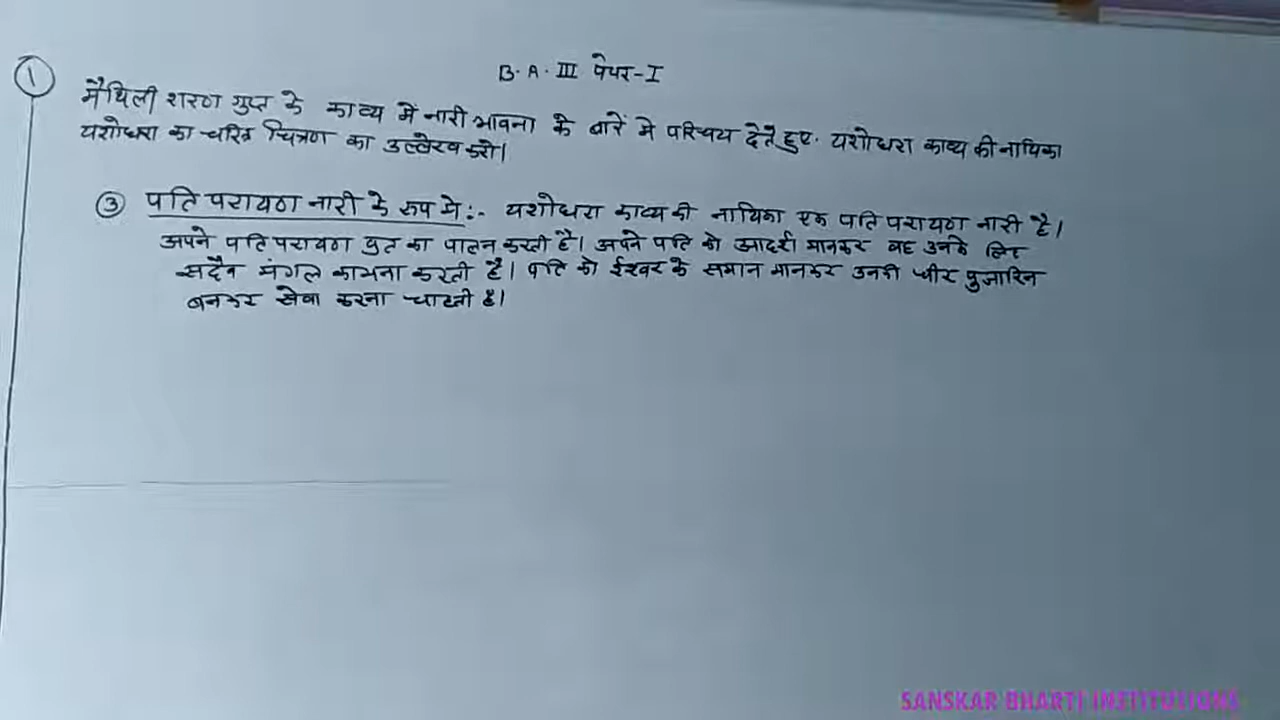 1
B.A. III पेपर-I
मैथिली शरण गुप्त के काव्य में नारी भावना के बारें मे परिचय देते हुए. यशोधरा काव्य की नायिका
यशोधरा का चरित्र चित्रण का उल्लेख करो।
3 पति परायण नारी के रूप मे:- यशोधरा काव्य की नायिका एक पति परायण नारी है।
अपने पति परायण वृत का पालन करती है। अपने पति को आदर्श मानकर वह उनके लिए
सदैव मंगल कामना करती है। पति को ईश्वर के समान मानकर उनकी चीर पुजारिन
बनकर सेवा करना चाहती है।
SANSKAR BHARTI INSTITUTIONS